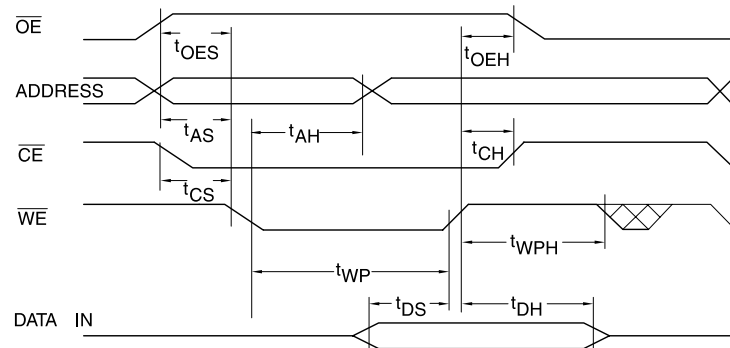 OE
tOES
tOEH
ADDRESS
tAS
tAH
tCH
CE
tCS
WE
tWPH
tWP
tDS
tDH
DATA IN